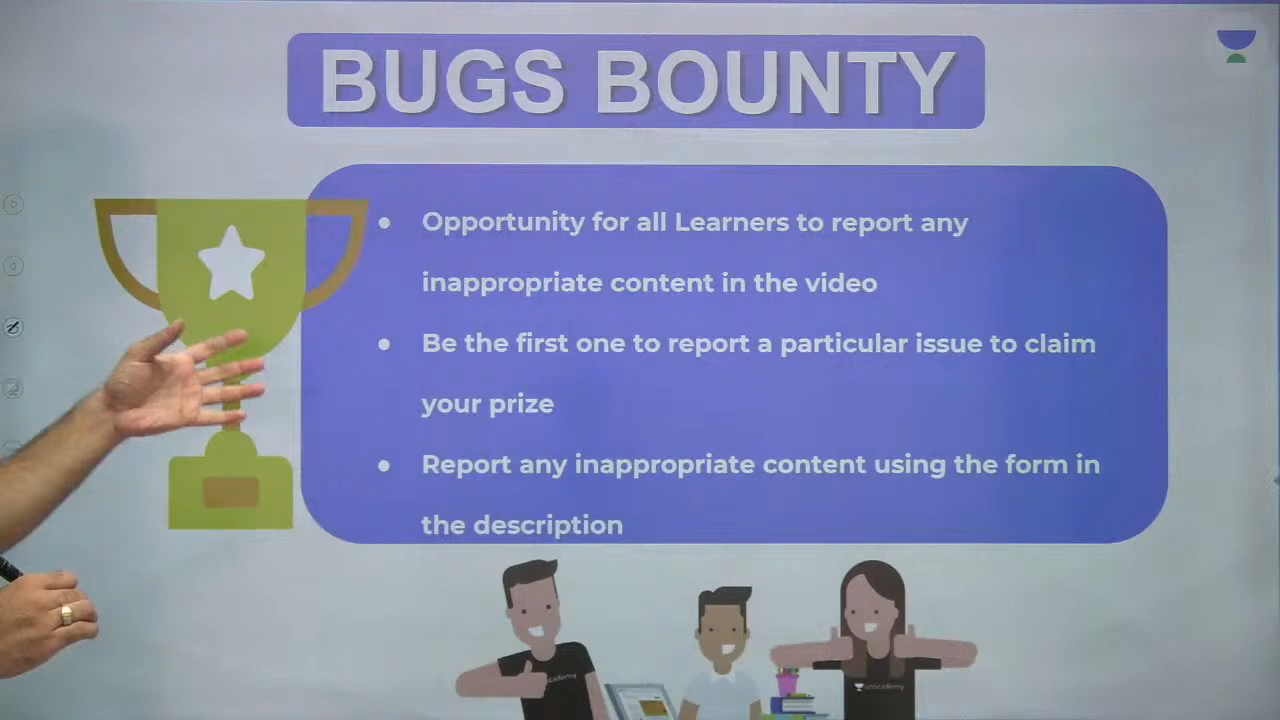 BUGS BOUNTY
• Opportunity for all Learners to report any
inappropriate content in the video
• Be the first one to report a particular issue to claim
your prize
• Report any inappropriate content using the form in
the description